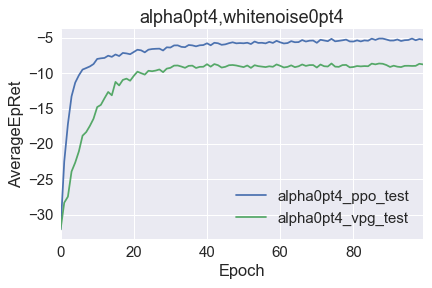 alpha0pt4,whitenoise0pt4
−5
−10
−15
−20
−25
−30
AverageEpRet
alpha0pt4_ppo_test
alpha0pt4_vpg_test
0 20 40 60 80
Epoch